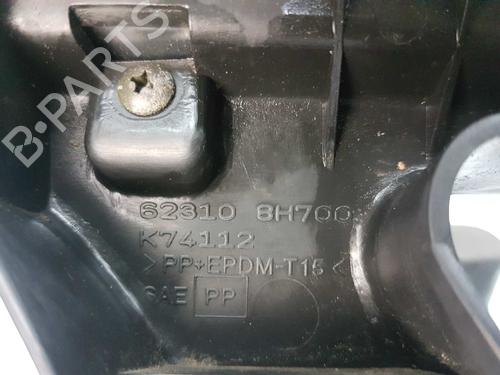 B-PARTS
62310 8H700
K74112
>PP+EPDM-T15<
SAE PP